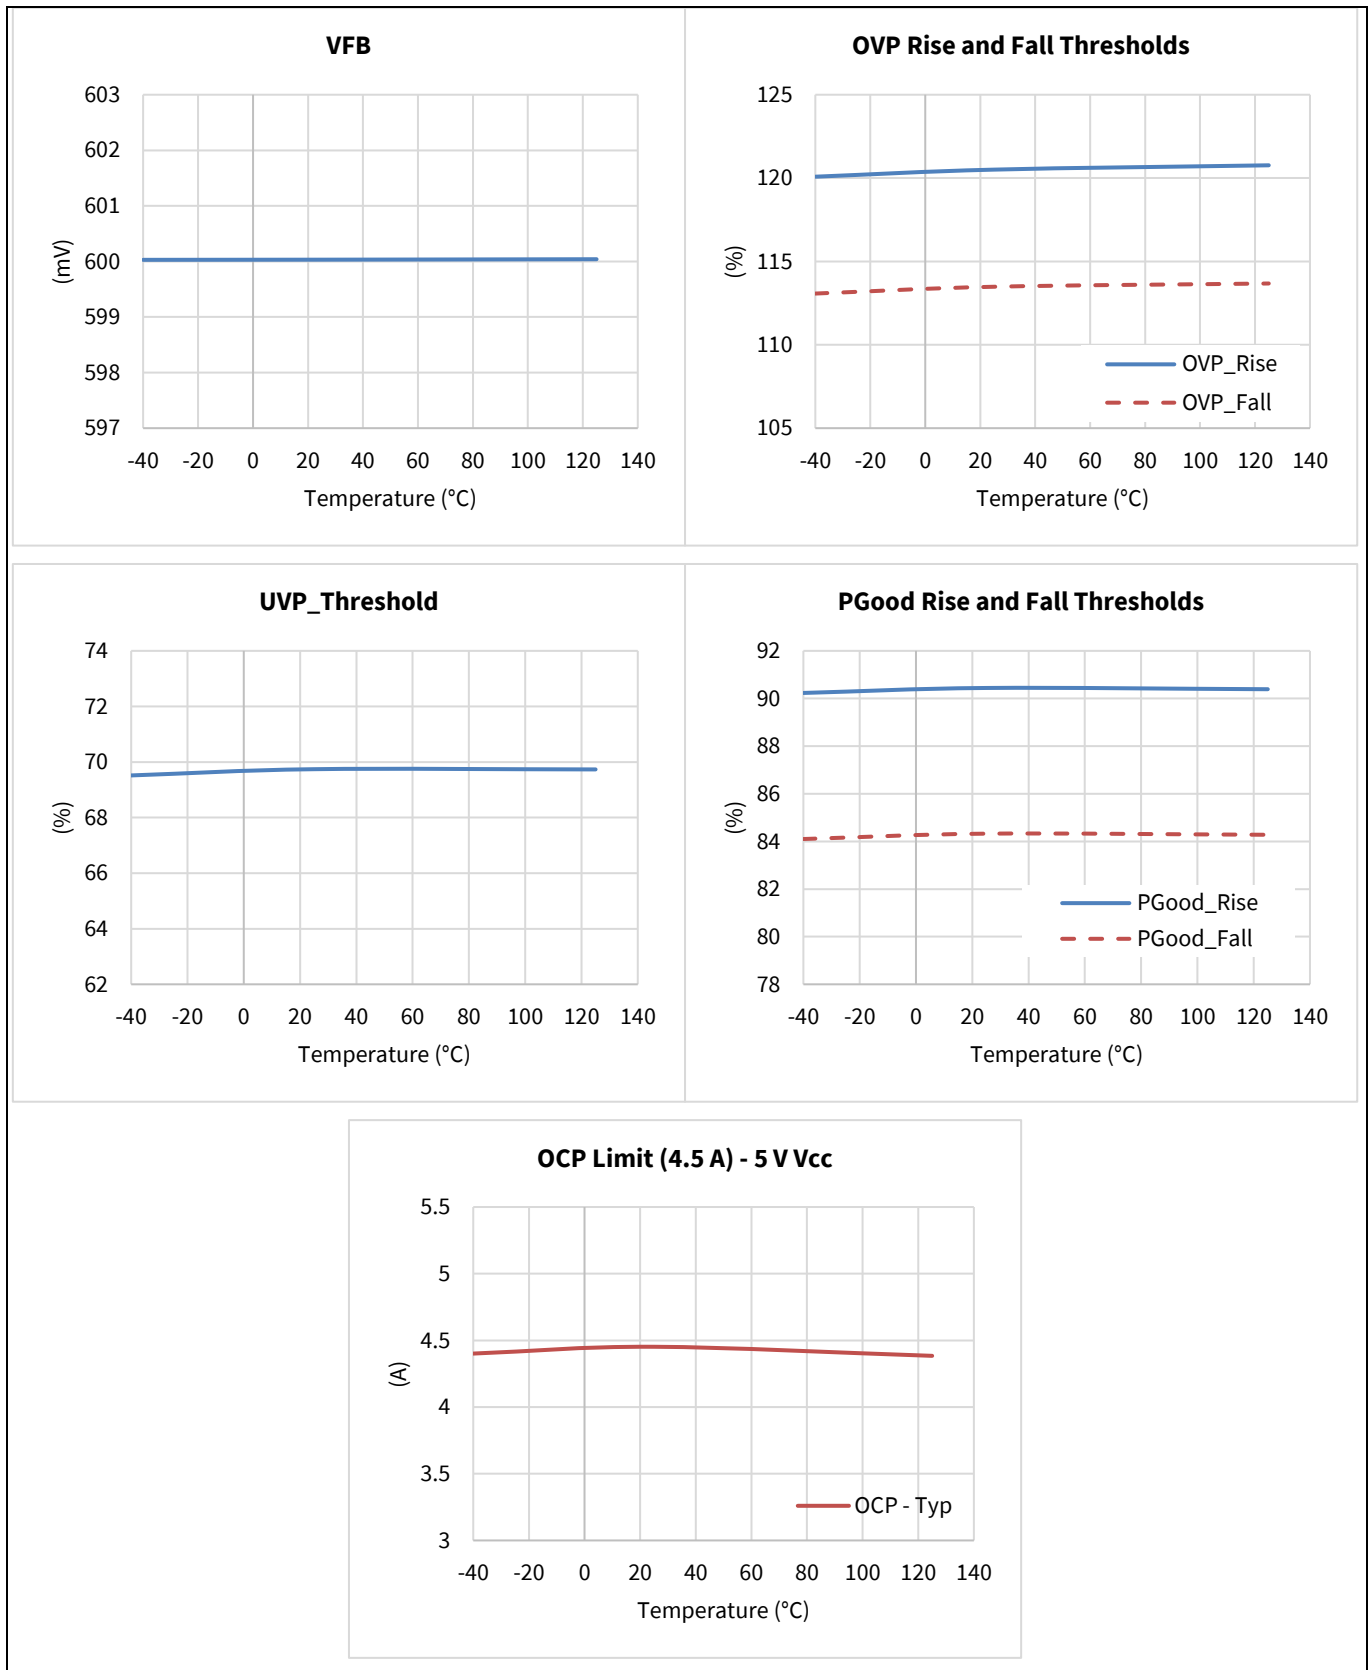 VFB
603
602
601
600
599
598
597
(mV)
-40 -20 0 20 40 60 80 100 120 140
Temperature (°C)
OVP Rise and Fall Thresholds
125
120
115
110
105
(%)
OVP_Rise
OVP_Fall
-40 -20 0 20 40 60 80 100 120 140
Temperature (°C)
UVP_Threshold
74
72
70
68
66
64
62
(%)
-40 -20 0 20 40 60 80 100 120 140
Temperature (°C)
PGood Rise and Fall Thresholds
92
90
88
86
84
82
80
78
(%)
PGood_Rise
PGood_Fall
-40 -20 0 20 40 60 80 100 120 140
Temperature (°C)
OCP Limit (4.5 A) - 5 V Vcc
5.5
5
4.5
4
3.5
3
(A)
OCP - Typ
-40 -20 0 20 40 60 80 100 120 140
Temperature (°C)